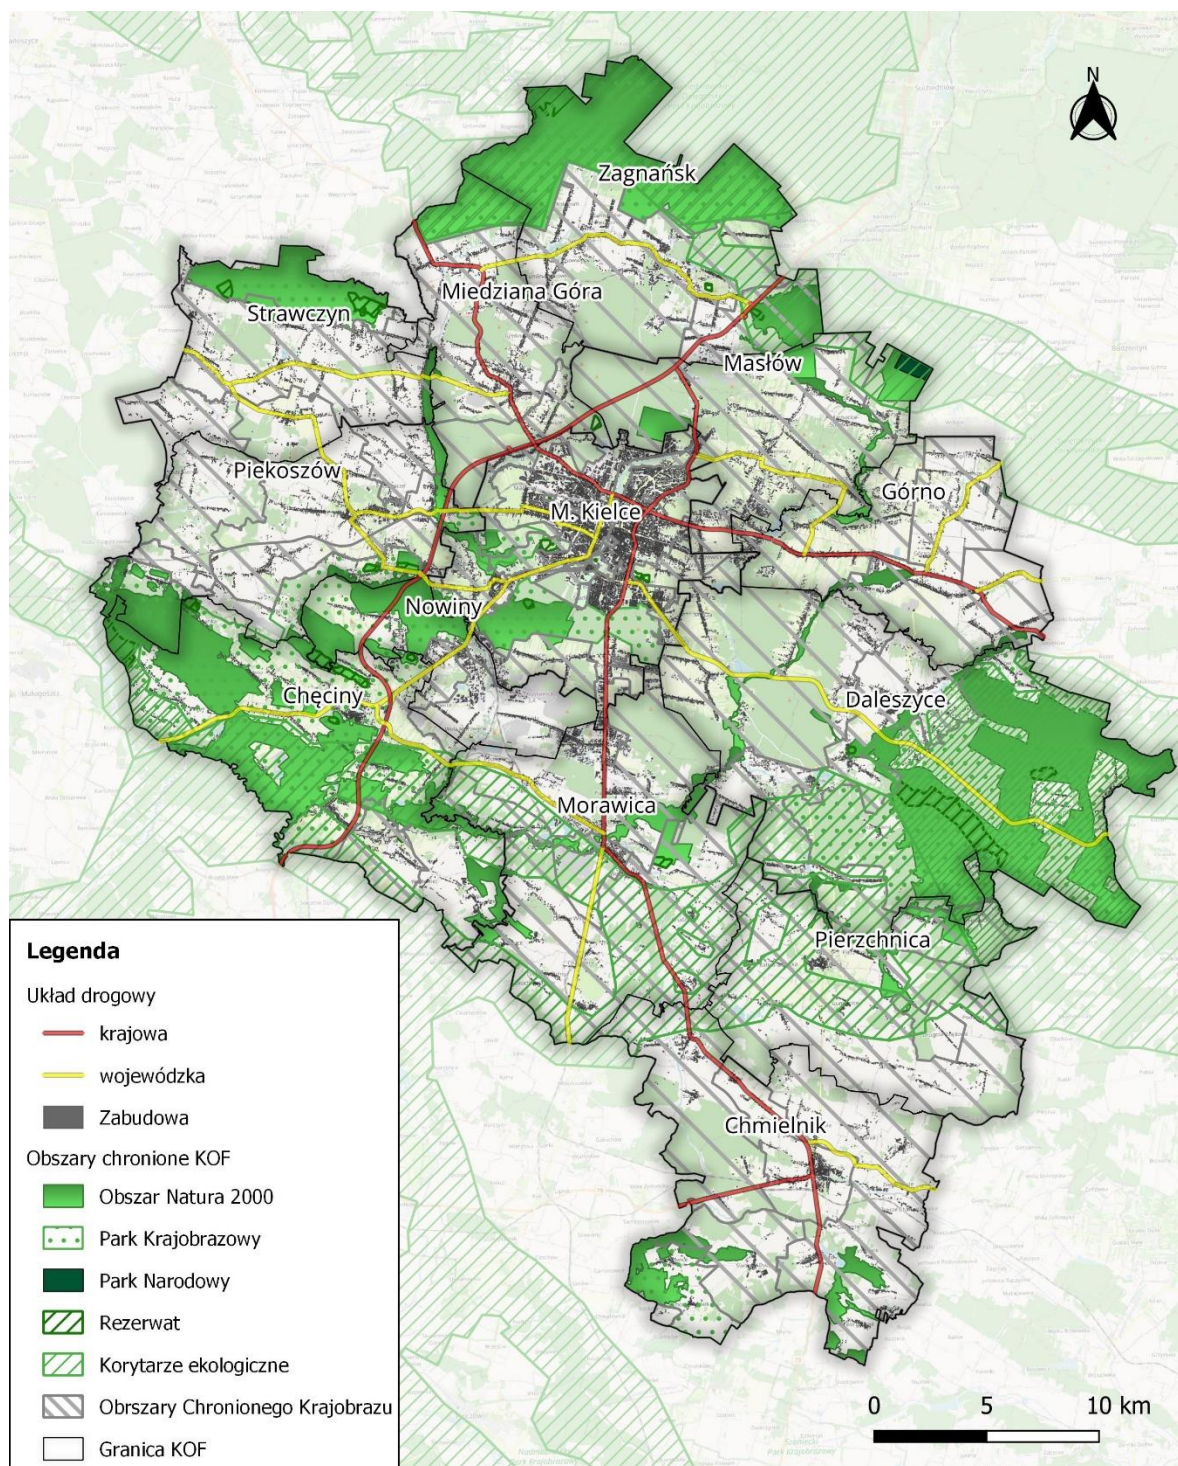 N
Zagnańsk
Miedziana Góra
Strawczyn
Masłów
Piekoszów
Górno
M. Kielce
Nowiny
Chęciny
Daleszyce
Morawica
Pierzchnica
Chmielnik
Legenda
Układ drogowy
krajowa
wojewódzka
Zabudowa
Obszary chronione KOF
Obszar Natura 2000
Park Krajobrazowy
Park Narodowy
Rezerwat
Korytarze ekologiczne
Obrszary Chronionego Krajobrazu
Granica KOF
0 5 10 km